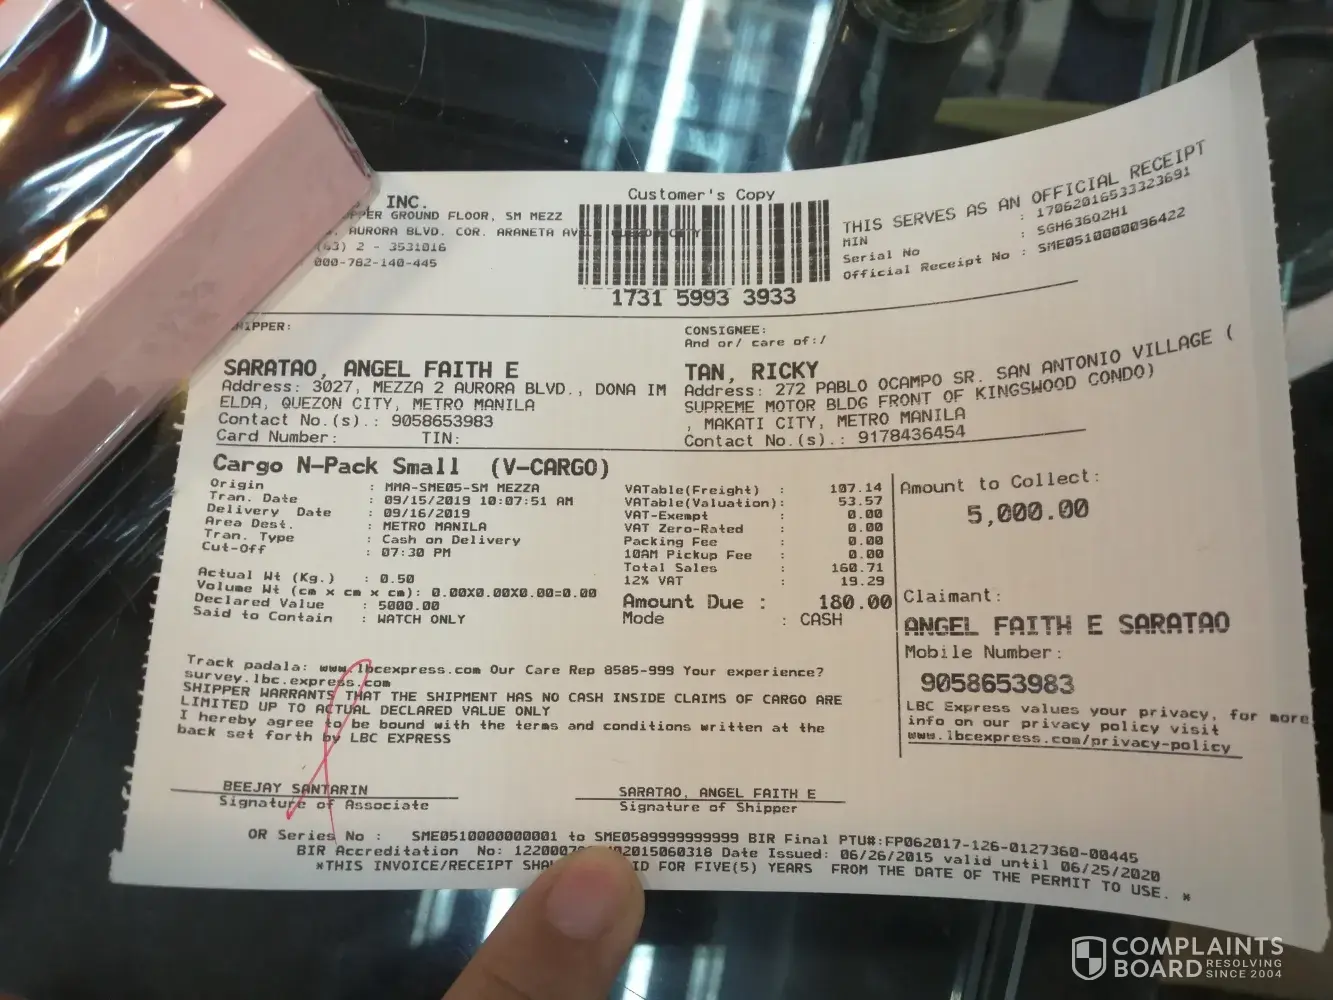 INC.
PER GROUND FLOOR, SM MEZZ
AURORA BLVD. COR. ARANETA
2 - 3531016
000-782-140-445
Customer's Copy
1731 5993 3933
THIS SERVES AS AN OFFICIAL RECEIPT
MIN : 17062016533323691
Serial No : SGH63602H1
Official Receipt No : SME0510000096422
SHIPPER:
SARATAO, ANGEL FAITH E
Address: 3027, MEZZA 2 AURORA BLVD., DONA IM
ELDA, QUEZON CITY, METRO MANILA
Contact No.(s).: 9058653983
Card Number: TIN:
CONSIGNEE:
And or/ care of:/
TAN, RICKY
Address: 272 PABLO OCAMPO SR. SAN ANTONIO VILLAGE (
SUPREME MOTOR BLDG FRONT OF KINGSWOOD CONDO)
, MAKATI CITY, METRO MANILA
Contact No.(s).: 9178436454
Cargo N-Pack Small (V-CARGO)
Origin : MMA-SME05-SM MEZZA
Tran. Date : 09/15/2019 10:07:51 AM
Delivery Date : 09/16/2019
Area Dest. : METRO MANILA
Tran. Type : Cash on Delivery
Cut-Off : 07:30 PM
Actual Wt (Kg.) : 0.50
Volume Wt (cm x cm x cm): 0.00X0.00X0.00=0.00
Declared Value : 5000.00
Said to Contain : WATCH ONLY
VATable(Freight) : 107.14
VATable(Valuation): 53.57
VAT-Exempt : 0.00
VAT Zero-Rated : 0.00
Packing Fee : 0.00
10AM Pickup Fee : 0.00
Total Sales : 160.71
12% VAT : 19.29
Amount Due : 180.00
Mode : CASH
Amount to Collect:
5,000.00
Claimant:
ANGEL FAITH E SARATAO
Mobile Number:
9058653983
LBC Express values your privacy, for more
info on our privacy policy visit
www.lbcexpress.com/privacy-policy
Track padala: www.lbcexpress.com Our Care Rep 8585-999 Your experience?
survey.lbc.express.com
SHIPPER WARRANTS THAT THE SHIPMENT HAS NO CASH INSIDE CLAIMS OF CARGO ARE
LIMITED UP TO ACTUAL DECLARED VALUE ONLY
I hereby agree to be bound with the terms and conditions written at the
back set forth by LBC EXPRESS
BEEJAY SANTARIN
Signature of Associate
SARATAO, ANGEL FAITH E
Signature of Shipper
OR Series No : SME0510000000001 to SME0589999999999 BIR Final PTU#:FP062017-126-0127360-00445
BIR Accreditation No: Date Issued: 06/26/2015 valid until 06/25/2020
*THIS INVOICE/RECEIPT FOR FIVE(5) YEARS FROM THE DATE OF THE PERMIT TO USE. *
COMPLAINTS
BOARD RESOLVING SINCE 2004